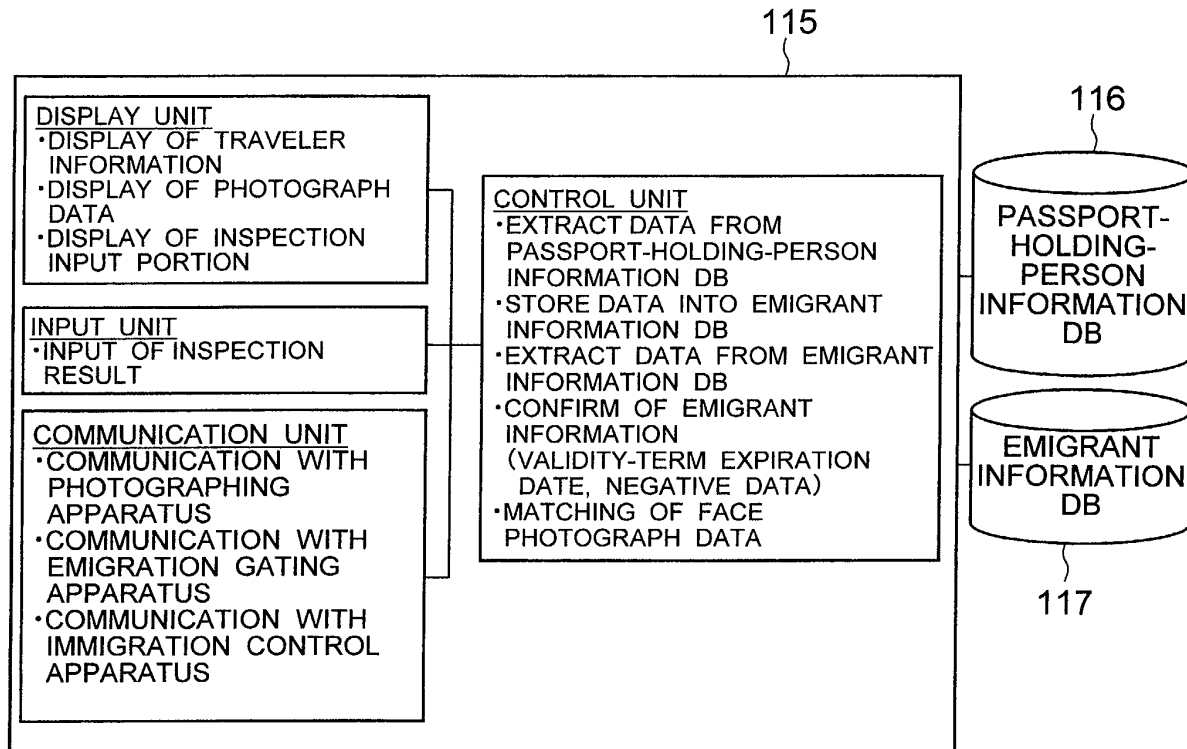 115
DISPLAY UNIT
・DISPLAY OF TRAVELER
INFORMATION
・DISPLAY OF PHOTOGRAPH
DATA
・DISPLAY OF INSPECTION
INPUT PORTION
INPUT UNIT
・INPUT OF INSPECTION
RESULT
COMMUNICATION UNIT
・COMMUNICATION WITH
PHOTOGRAPHING
APPARATUS
・COMMUNICATION WITH
EMIGRATION GATING
APPARATUS
・COMMUNICATION WITH
IMMIGRATION CONTROL
APPARATUS
CONTROL UNIT
・EXTRACT DATA FROM
PASSPORT-HOLDING-PERSON
INFORMATION DB
・STORE DATA INTO EMIGRANT
INFORMATION DB
・EXTRACT DATA FROM EMIGRANT
INFORMATION DB
・CONFIRM OF EMIGRANT
INFORMATION
(VALIDITY-TERM EXPIRATION
DATE, NEGATIVE DATA)
・MATCHING OF FACE
PHOTOGRAPH DATA
116
PASSPORT-
HOLDING-
PERSON
INFORMATION
DB
EMIGRANT
INFORMATION
DB
117